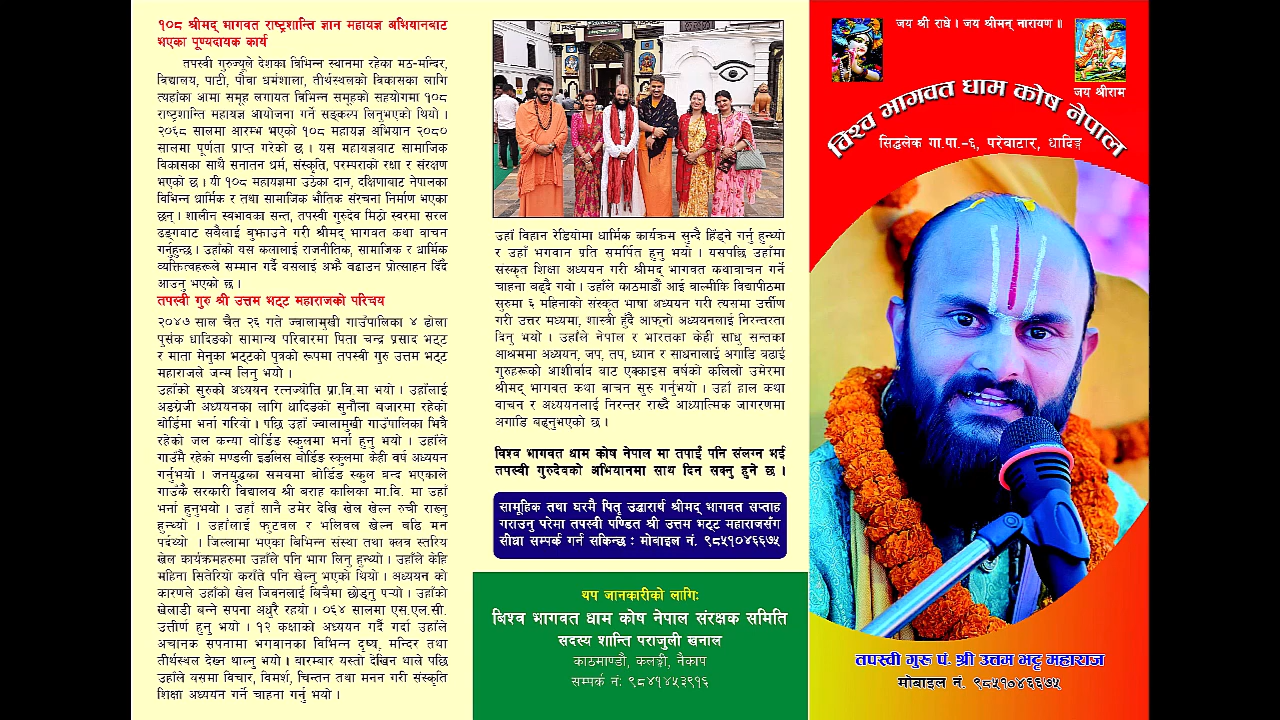 १०८ श्रीमद् भागवत राष्ट्रशान्ति ज्ञान महायज्ञ अभियानबाट
भएका पूण्यदायक कार्य
तपस्वी गुरुज्यूले देशका विभिन्न स्थानमा रहेका मठ-मन्दिर,
विद्यालय, पाटी, पौवा धर्मशाला, तीर्थस्थलको विकासका लागि
त्यहाँका आमा समूह लगायत विभिन्न समूहको सहयोगमा १०८
राष्ट्रशान्ति महायज्ञ आयोजना गर्ने सङ्कल्प लिनुभएको थियो ।
२०६८ सालमा आरम्भ भएको १०८ महायज्ञ अभियान २०८०
सालमा पूर्णता प्राप्त गरेको छ । यस महायज्ञबाट सामाजिक
विकासका साथै सनातन धर्म, संस्कृति, परम्पराको रक्षा र संरक्षण
भएको छ । यी १०८ महायज्ञमा उठेका दान, दक्षिणाबाट नेपालका
विभिन्न धार्मिक र तथा सामाजिक भौतिक संरचना निर्माण भएका
छन् । शालीन स्वभावका सन्त, तपस्वी गुरुदेव मिठो स्वरमा सरल
ढङ्गबाट सबैलाई बुझाउने गरी श्रीमद् भागवत कथा वाचन
गर्नुहुन्छ । उहाँको यस कलालाई राजनीतिक, सामाजिक र धार्मिक
व्यक्तित्वहरूले सम्मान गर्दै यसलाई अझै बढाउन प्रोत्साहन दिँदै
आउनु भएको छ ।
तपस्वी गुरु श्री उत्तम भट्ट महाराजको परिचय
२०४७ साल चैत २६ गते ज्वालामुखी गाउँपालिका ४ ढोला
पुसंक धादिङको सामान्य परिवारमा पिता चन्द्र प्रसाद भट्ट
र माता मेनुका भट्टको पुत्रको रूपमा तपस्वी गुरु उत्तम भट्ट
महाराजले जन्म लिनु भयो ।
उहाँको सुरुको अध्ययन रत्नज्योति प्रा.वि.मा भयो । उहाँलाई
अङग्रेजी अध्ययनका लागि धादिङको सुनौला बजारमा रहेको
बोर्डिमा भर्ना गरियो । पछि उहाँ ज्वालामुखी गाउँपालिका भित्रै
रहेको जल कन्या बोर्डिङ स्कुलमा भर्ना हुनु भयो । उहाँले
गाउँमै रहेको मण्डली इङलिस बोर्डिङ स्कुलमा केही वर्ष अध्ययन
गर्नुभयो । जनयुद्धका समयमा बोर्डिङ स्कुल बन्द भएकाले
गाउँकै सरकारी विद्यालय श्री बराह कालिका मा.वि. मा उहाँ
भर्ना हुनुभयो । उहाँ सानै उमेर देखि खेल खेल्न रुची राख्नु
हुन्थ्यो । उहाँलाई फुटवल र भलिवल खेल्न बढि मन
पर्दथ्यो । जिल्लामा भएका बिभिन्न संस्था तथा क्लव स्तरिय
खेल कार्यक्रमहरुमा उहाँले पनि भाग लिनु हुन्थ्यो । उहाँले केहि
महिना सितेरियो कराँते पनि खेल्नु भएको थियो । अध्ययन को
कारणले उहाँको खेल जिबनलाई बिचैमा छोड्नु पर्‍यो । उहाँको
खेलाडी बन्ने सपना अधुरै रहयो । ०६४ सालमा एस.एल.सी.
उत्तीर्ण हुनु भयो । १२ कक्षाको अध्ययन गर्दै गर्दा उहाँले
अचानक सपनामा भगवानका विभिन्न दृष्य, मन्दिर तथा
तीर्थस्थल देख्न थाल्नु भयो । बारम्बार यस्तो देखिन थाले पछि
उहाँले यसमा विचार, विमर्श, चिन्तन तथा मनन गरी संस्कृति
शिक्षा अध्ययन गर्ने चाहना गर्नु भयो ।
उहाँ विहान रेडियोमा धार्मिक कार्यक्रम सुन्दै हिंड्ने गर्नु हुन्थ्यो
र उहाँ भगवान प्रति समर्पित हुनु भयो । यसपछि उहाँमा
संस्कृत शिक्षा अध्ययन गरी श्रीमद् भागवत कथावाचन गर्ने
चाहना बढ्दै गयो । उहाँले काठमाडौं आई वाल्मीकि विद्यापीठमा
सुरुमा ६ महिनाको संस्कृत भाषा अध्ययन गरी त्यसमा उर्त्तीण
गरी उत्तर मध्यमा, शास्त्री हुँदै आफ्नो अध्ययनलाई निरन्तरता
दिनु भयो । उहाँले नेपाल र भारतका केही साधु सन्तका
आश्रममा अध्ययन, जप, तप, ध्यान र साधनालाई अगाडि बढाई
गुरुहरूको आशीर्वाद बाट एक्काइस वर्षको कलिलो उमेरमा
श्रीमद् भागवत कथा वाचन सुरु गर्नुभयो । उहाँ हाल कथा
वाचन र अध्ययनलाई निरन्तर राख्दै आध्यात्मिक जागरणमा
अगाडि बढ्नुभएको छ ।
विश्व भागवत धाम कोष नेपाल मा तपाइँ पनि संलग्न भई
तपस्वी गुरुदेवको अभियानमा साथ दिन सक्नु हुने छ ।
सामूहिक तथा घरमै पितृ उद्धारार्थ श्रीमद् भागवत सप्ताह
गराउनु परेमा तपस्वी पण्डित श्री उत्तम भट्ट महाराजसँग
सीधा सम्पर्क गर्न सकिन्छ : मोबाइल नं. ९८५१०४६६७५
थप जानकारीको लागि:
बिश्व भागवत धाम कोष नेपाल संरक्षक समिति
सदस्य शान्ति पराजुली खनाल
काठमाण्डौ, कलङ्की, नैकाप
सम्पर्क नं: ९८४१४५३९१६
जय श्री राधे । जय श्रीमन् नारायण ॥
जय श्रीराम
विश्व भागवत धाम कोष नेपाल
सिद्धलेक गा.पा.-६, परेवाटार, धादिङ्ग
तपस्वी गुरु पं. श्री उत्तम भट्ट महाराज
मोबाइल नं. ९८५१०४६६७५